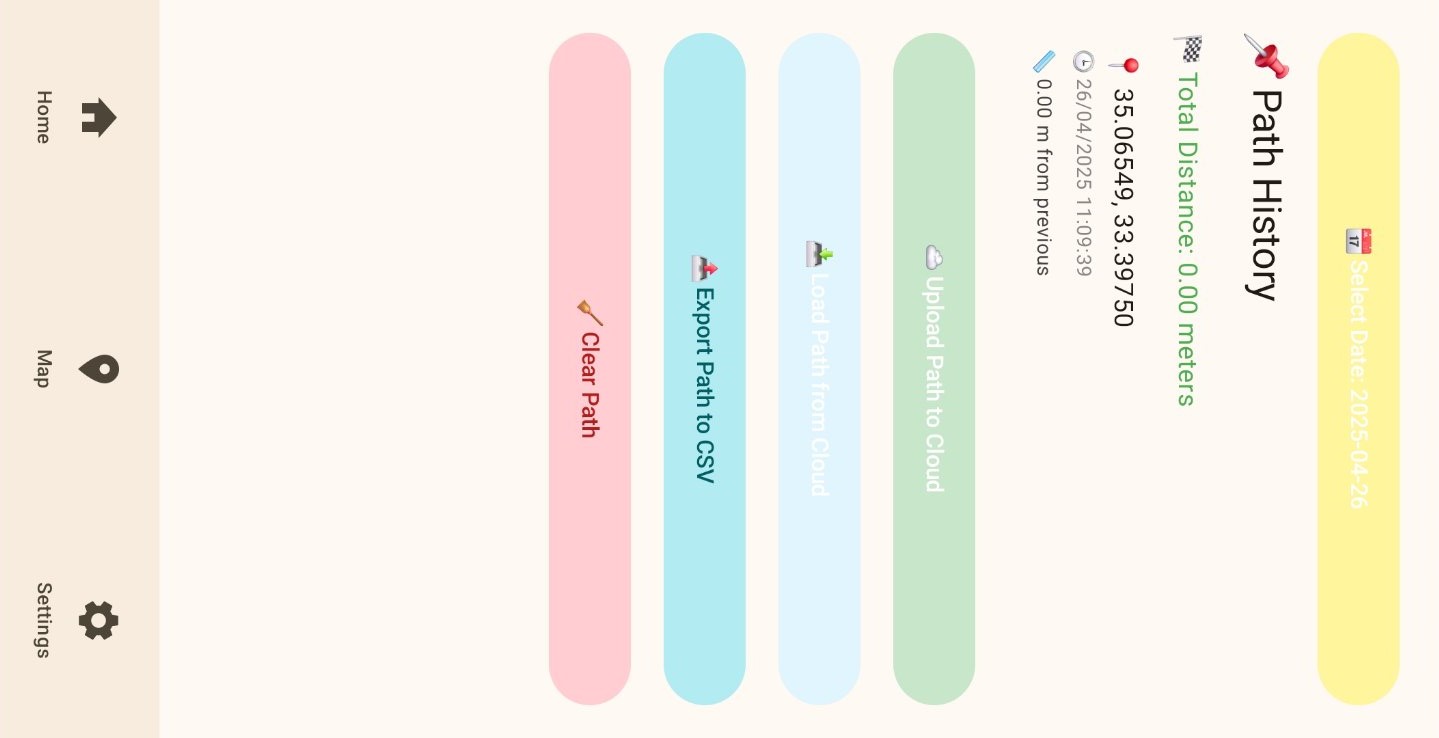 Select Date: 2025-04-26
Path History
Total Distance: 0.00 meters
35.06549, 33.39750
26/04/2025 11:09:39
0.00 m from previous
Upload Path to Cloud
Load Path from Cloud
Export Path to CSV
Clear Path
Home
Map
Settings